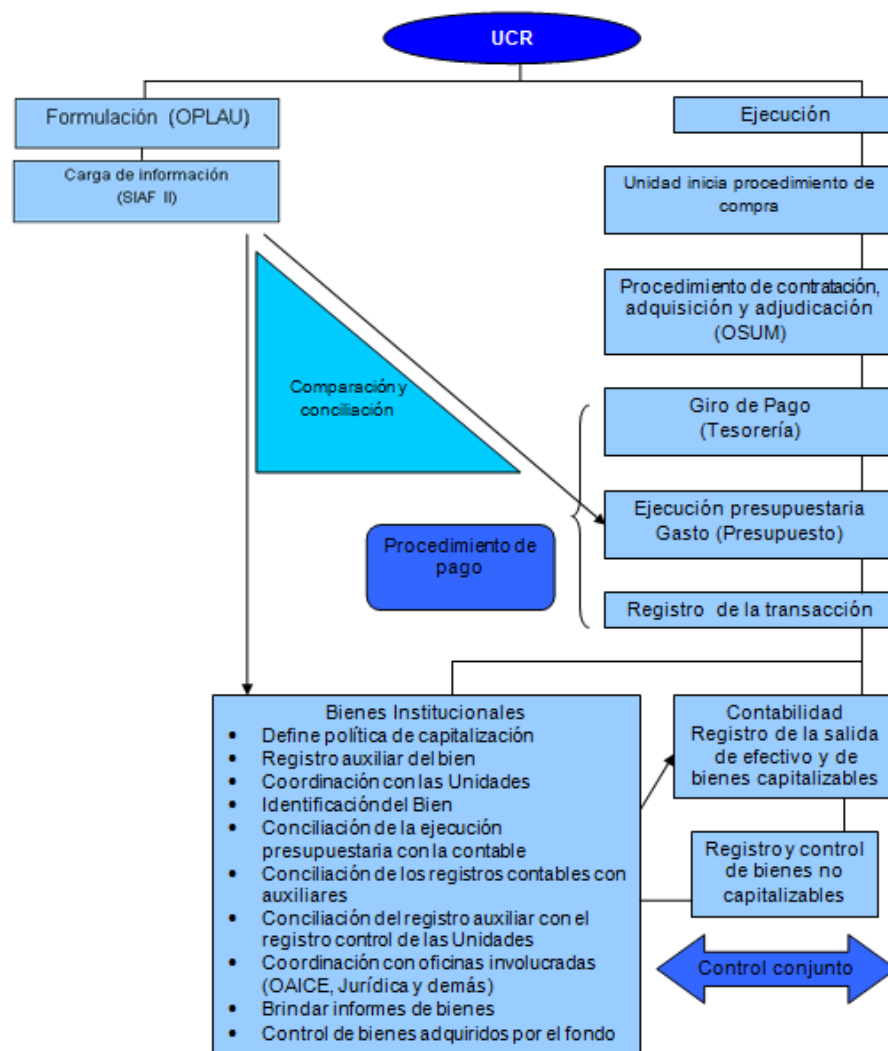 UCR
Formulación (OPLAU)
Carga de información
(SIAF II)
Ejecución
Unidad inicia procedimiento de
compra
Procedimiento de contratación,
adquisición y adjudicación
(OSUM)
Comparación y
conciliación
Giro de Pago
(Tesorería)
Ejecución presupuestaria
Gasto (Presupuesto)
Procedimiento de
pago
Registro de la transacción
Bienes Institucionales
• Define política de capitalización
• Registro auxiliar del bien
• Coordinación con las Unidades
• Identificación del Bien
• Conciliación de la ejecución
presupuestaria con la contable
• Conciliación de los registros contables con
auxiliares
• Conciliación del registro auxiliar con el
registro control de las Unidades
• Coordinación con oficinas involucradas
(OAICE, Jurídica y demás)
• Brindar informes de bienes
• Control de bienes adquiridos por el fondo
Contabilidad
Registro de la salida
de efectivo y de
bienes capitalizables
Registro y control
de bienes no
capitalizables
Control conjunto